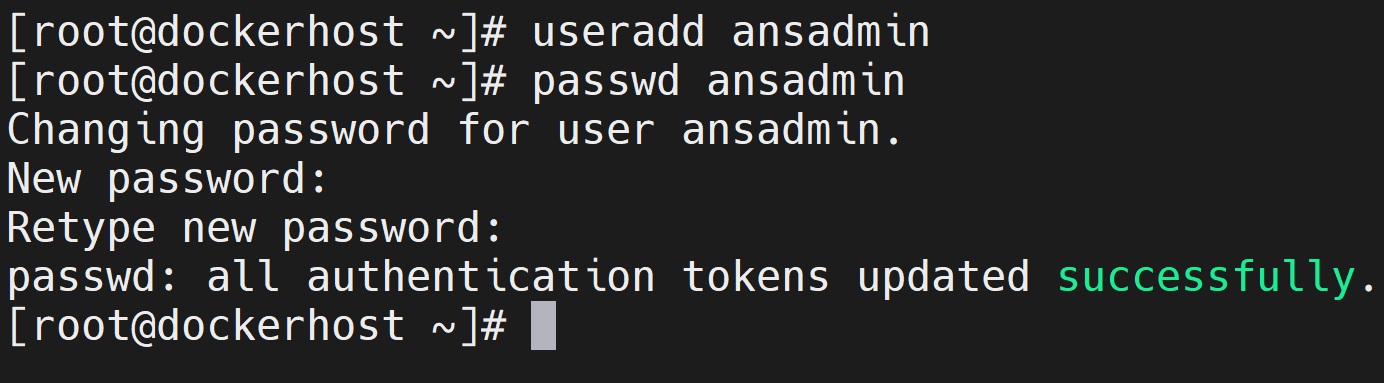 [root@dockerhost ~]# useradd ansadmin
[root@dockerhost ~]# passwd ansadmin
Changing password for user ansadmin.
New password:
Retype new password:
passwd: all authentication tokens updated successfully.
[root@dockerhost ~]#